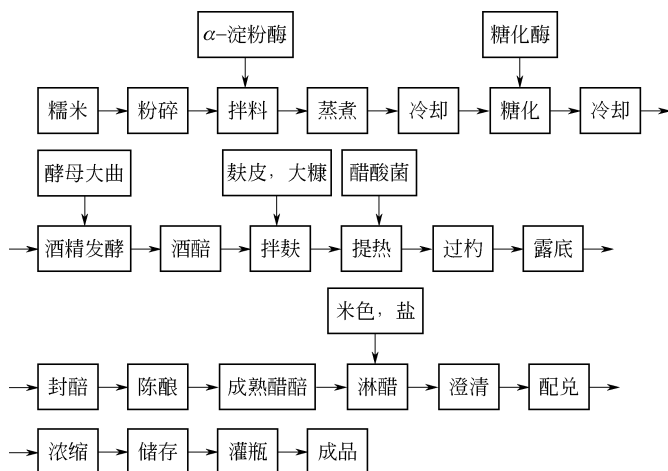 α-淀粉酶 糖化酶
糯米 粉碎 拌料 蒸煮 冷却 糖化 冷却
酵母大曲 麸皮，大糠 醋酸菌
酒精发酵 酒醅 拌麸 提热 过杓 露底
米色，盐
封醅 陈酿 成熟醋醅 淋醋 澄清 配兑
浓缩 储存 灌瓶 成品